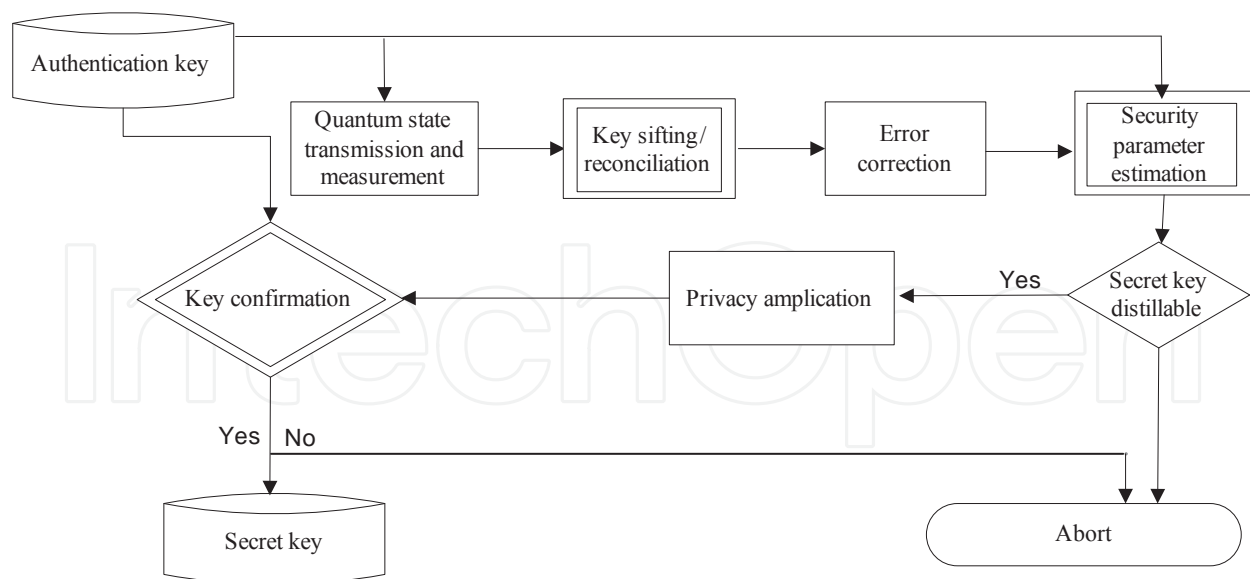 Authentication key
Quantum state
transmission and
measurement
Key sifting/
reconciliation
Error
correction
Security
parameter
estimation
Key confirmation
Privacy amplication
Yes
Secret key
distillable
Yes
No
Secret key
Abort
IntechOpen